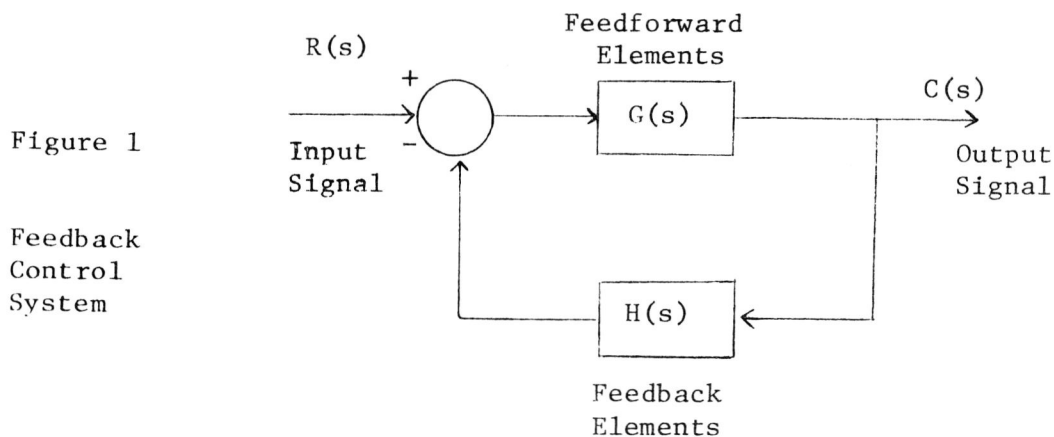 Feedforward
Elements
R(s)
+
G(s)
C(s)
Figure 1
-
Input
Signal
Output
Signal
Feedback
Control
System
H(s)
Feedback
Elements